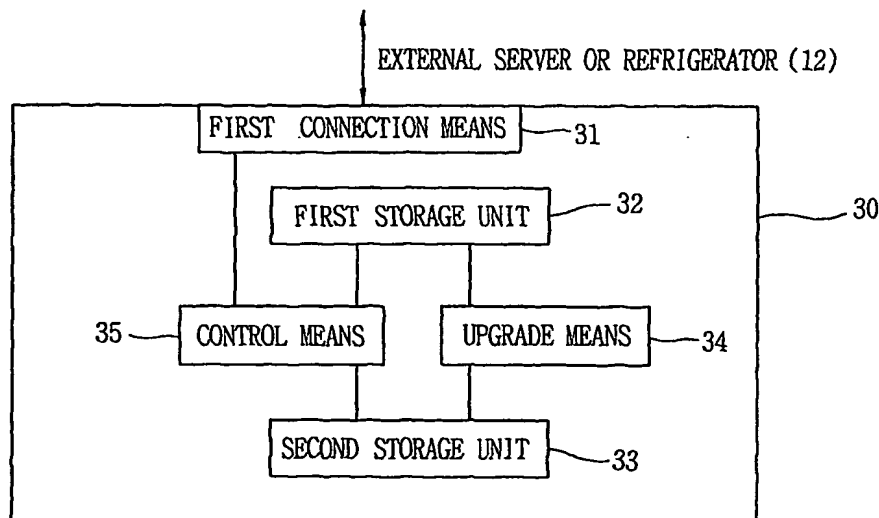 EXTERNAL SERVER OR REFRIGERATOR (12)
FIRST CONNECTION MEANS
31
FIRST STORAGE UNIT
32
30
35
CONTROL MEANS
UPGRADE MEANS
34
SECOND STORAGE UNIT
33